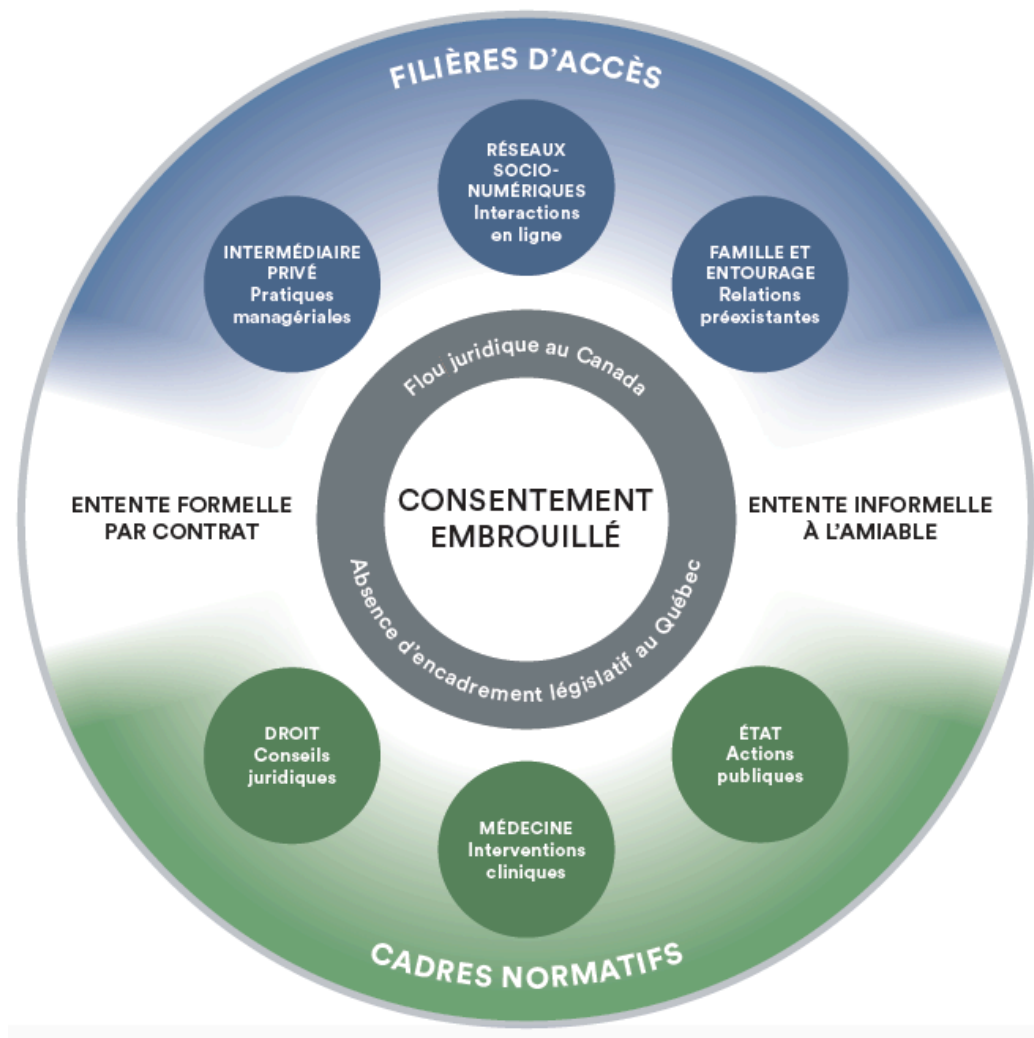 FILIÈRES D'ACCÈS
RÉSEAUX
SOCIO-
NUMÉRIQUES
Interactions
en ligne
INTERMÉDIAIRE
PRIVÉ
Pratiques
managériales
FAMILLE ET
ENTOURAGE
Relations
préexistantes
Flou juridique au Canada
ENTENTE FORMELLE
PAR CONTRAT
CONSENTEMENT
EMBROUILLÉ
ENTENTE INFORMELLE
À L'AMIABLE
Absence d'encadrement législatif au Québec
DROIT
Conseils
juridiques
ÉTAT
Actions
publiques
MÉDECINE
Interventions
cliniques
CADRES NORMATIFS